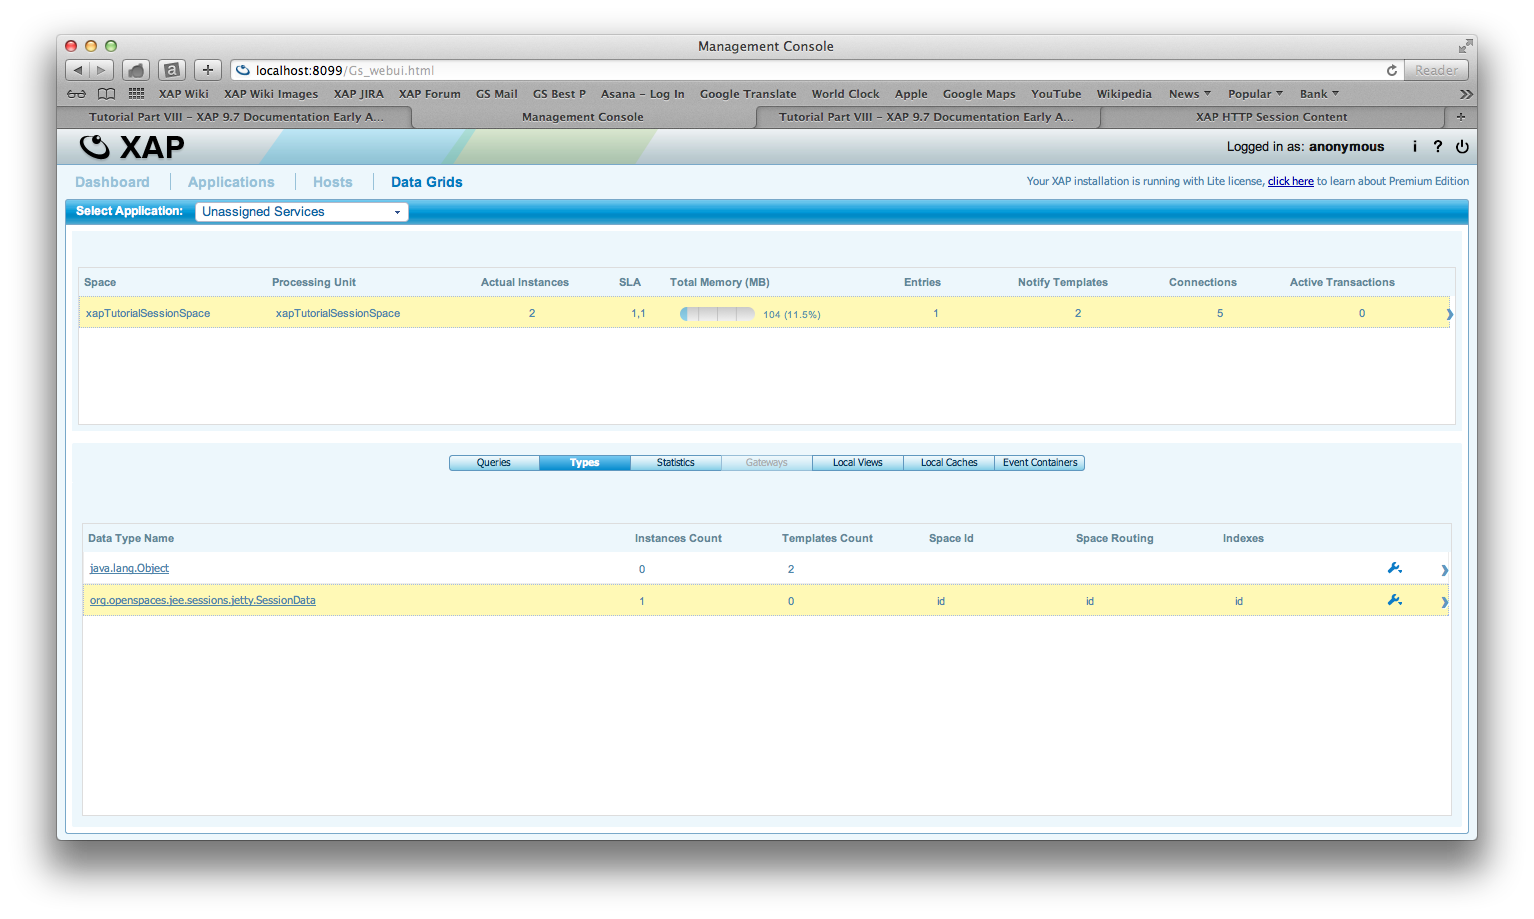 Management Console
localhost:8099/Gs_webui.html
Reader
XAP Wiki XAP Wiki Images XAP JIRA XAP Forum GS Mail GS Best P Asana – Log In Google Translate World Clock Apple Google Maps YouTube Wikipedia News Popular Bank
Tutorial Part VIII – XAP 9.7 Documentation Early A... Management Console Tutorial Part VIII – XAP 9.7 Documentation Early A... XAP HTTP Session Content
XAP Logged in as: anonymous i ?
Dashboard Applications Hosts Data Grids Your XAP installation is running with Lite license, click here to learn about Premium Edition
Select Application: Unassigned Services
Space Processing Unit Actual Instances SLA Total Memory (MB) Entries Notify Templates Connections Active Transactions
xapTutorialSessionSpace xapTutorialSessionSpace 2 1,1 104 (11.5%) 1 2 5 0
Queries Types Statistics Gateways Local Views Local Caches Event Containers
Data Type Name Instances Count Templates Count Space Id Space Routing Indexes
java.lang.Object 0 2
org.openspaces.jee.sessions.jetty.SessionData 1 0 id id id